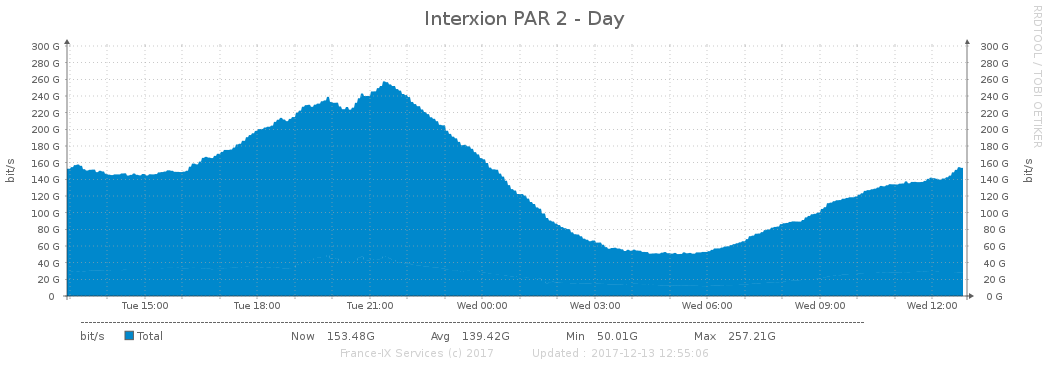 Interxion PAR 2 - Day
RRDTOOL / TOBI OETIKER
bit/s
300 G 300 G
280 G 280 G
260 G 260 G
240 G 240 G
220 G 220 G
200 G 200 G
180 G 180 G
160 G 160 G
140 G 140 G
120 G 120 G
100 G 100 G
80 G 80 G
60 G 60 G
40 G 40 G
20 G 20 G
0 0 G
bit/s
Tue 15:00 Tue 18:00 Tue 21:00 Wed 00:00 Wed 03:00 Wed 06:00 Wed 09:00 Wed 12:00
bit/s Total Now 153.48G Avg 139.42G Min 50.01G Max 257.21G
France-IX Services (c) 2017 Updated : 2017-12-13 12:55:06